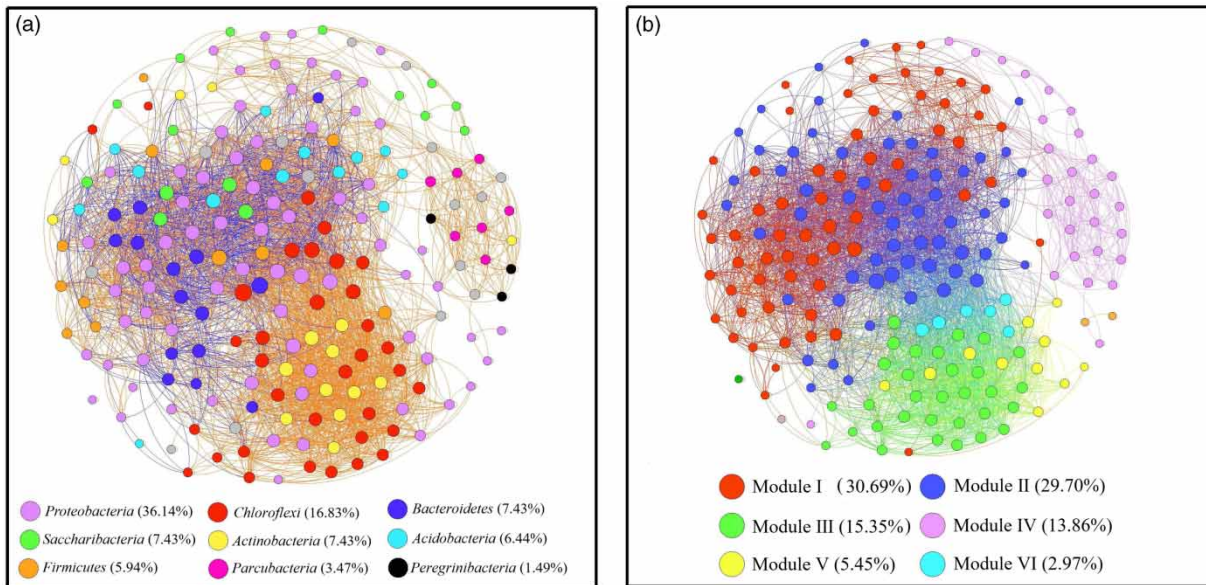 (a)
Proteobacteria (36.14%) Chloroflexi (16.83%) Bacteroidetes (7.43%)
Saccharibacteria (7.43%) Actinobacteria (7.43%) Acidobacteria (6.44%)
Firmicutes (5.94%) Parcubacteria (3.47%) Peregrinibacteria (1.49%)
(b)
Module I (30.69%) Module II (29.70%)
Module III (15.35%) Module IV (13.86%)
Module V (5.45%) Module VI (2.97%)